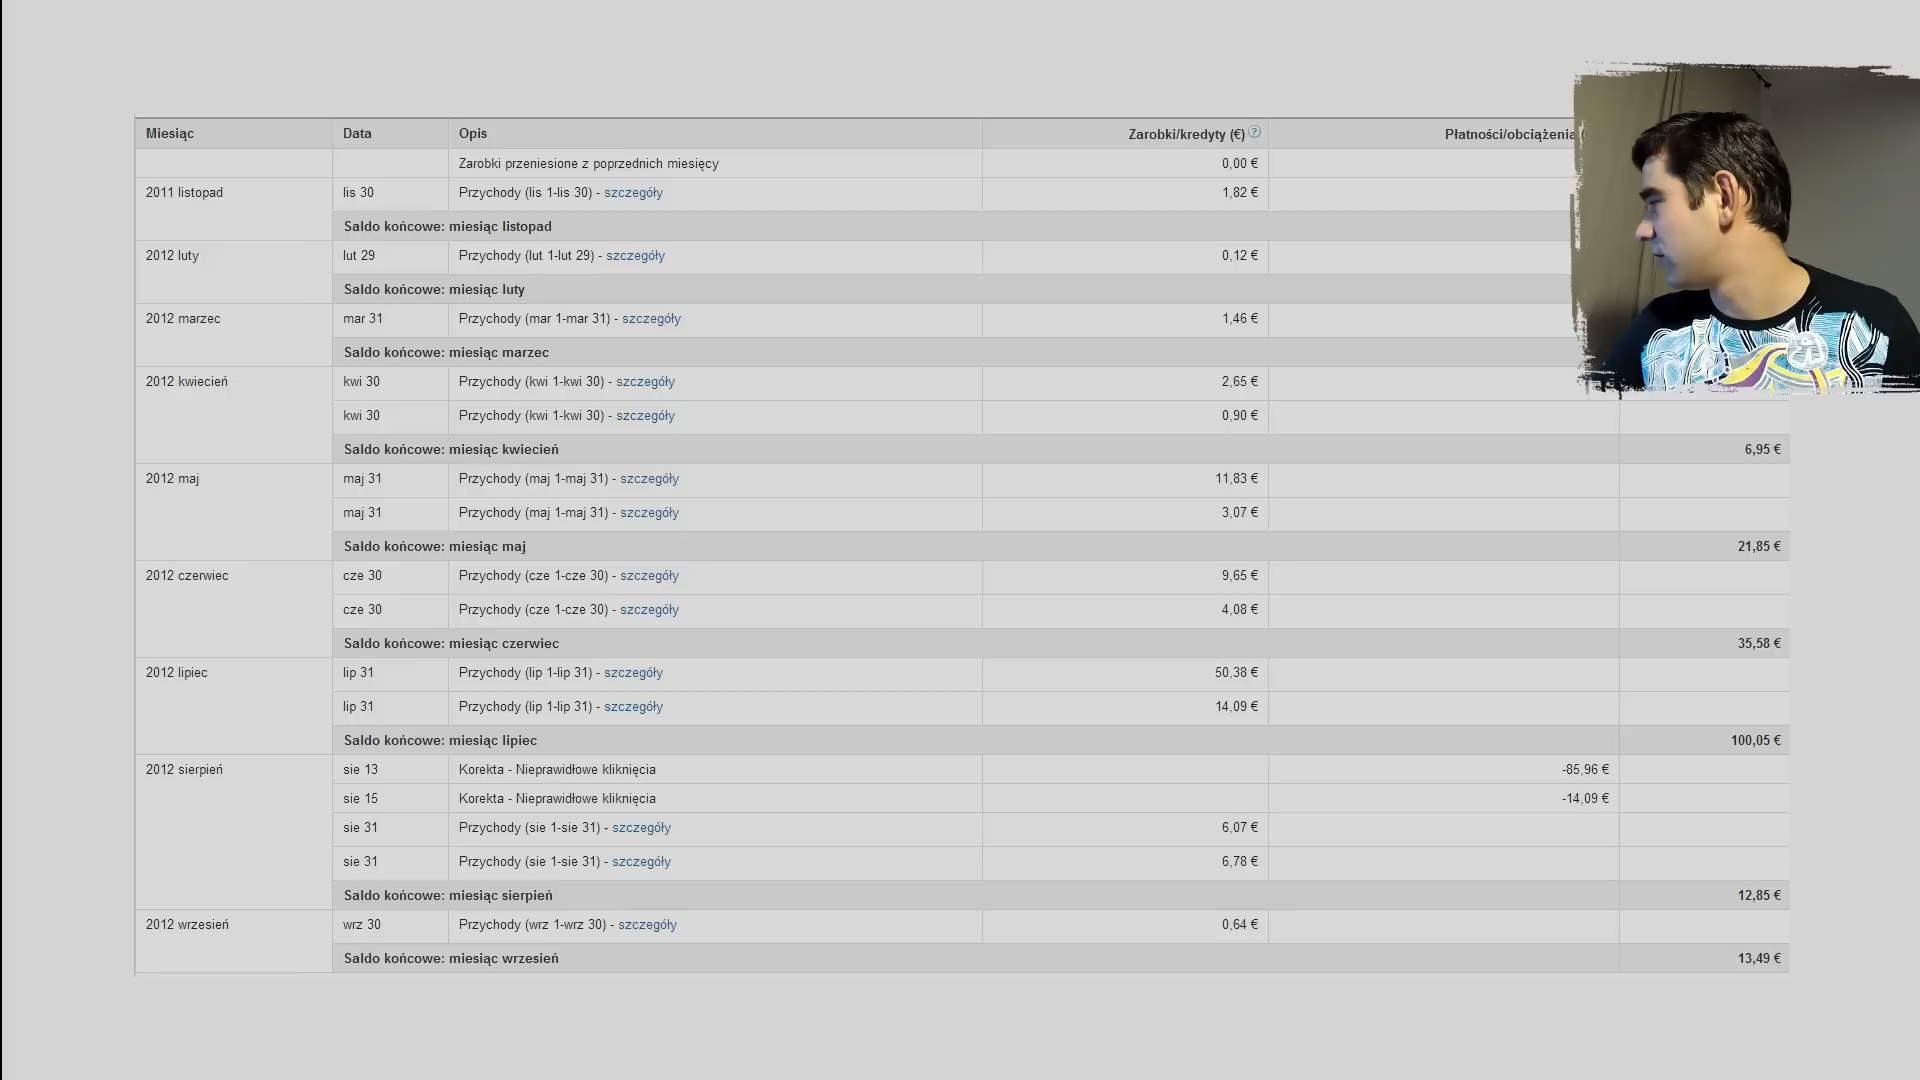 Miesiąc Data Opis Zarobki/kredyty (€) ? Płatności/obciążenia
Zarobki przeniesione z poprzednich miesięcy 0,00 €
2011 listopad lis 30 Przychody (lis 1-lis 30) - szczegóły 1,82 €
Saldo końcowe: miesiąc listopad
2012 luty lut 29 Przychody (lut 1-lut 29) - szczegóły 0,12 €
Saldo końcowe: miesiąc luty
2012 marzec mar 31 Przychody (mar 1-mar 31) - szczegóły 1,46 €
Saldo końcowe: miesiąc marzec
2012 kwiecień kwi 30 Przychody (kwi 1-kwi 30) - szczegóły 2,65 €
kwi 30 Przychody (kwi 1-kwi 30) - szczegóły 0,90 €
Saldo końcowe: miesiąc kwiecień 6,95 €
2012 maj maj 31 Przychody (maj 1-maj 31) - szczegóły 11,83 €
maj 31 Przychody (maj 1-maj 31) - szczegóły 3,07 €
Saldo końcowe: miesiąc maj 21,85 €
2012 czerwiec cze 30 Przychody (cze 1-cze 30) - szczegóły 9,65 €
cze 30 Przychody (cze 1-cze 30) - szczegóły 4,08 €
Saldo końcowe: miesiąc czerwiec 35,58 €
2012 lipiec lip 31 Przychody (lip 1-lip 31) - szczegóły 50,38 €
lip 31 Przychody (lip 1-lip 31) - szczegóły 14,09 €
Saldo końcowe: miesiąc lipiec 100,05 €
2012 sierpień sie 13 Korekta - Nieprawidłowe kliknięcia -85,96 €
sie 15 Korekta - Nieprawidłowe kliknięcia -14,09 €
sie 31 Przychody (sie 1-sie 31) - szczegóły 6,07 €
sie 31 Przychody (sie 1-sie 31) - szczegóły 6,78 €
Saldo końcowe: miesiąc sierpień 12,85 €
2012 wrzesień wrz 30 Przychody (wrz 1-wrz 30) - szczegóły 0,64 €
Saldo końcowe: miesiąc wrzesień 13,49 €